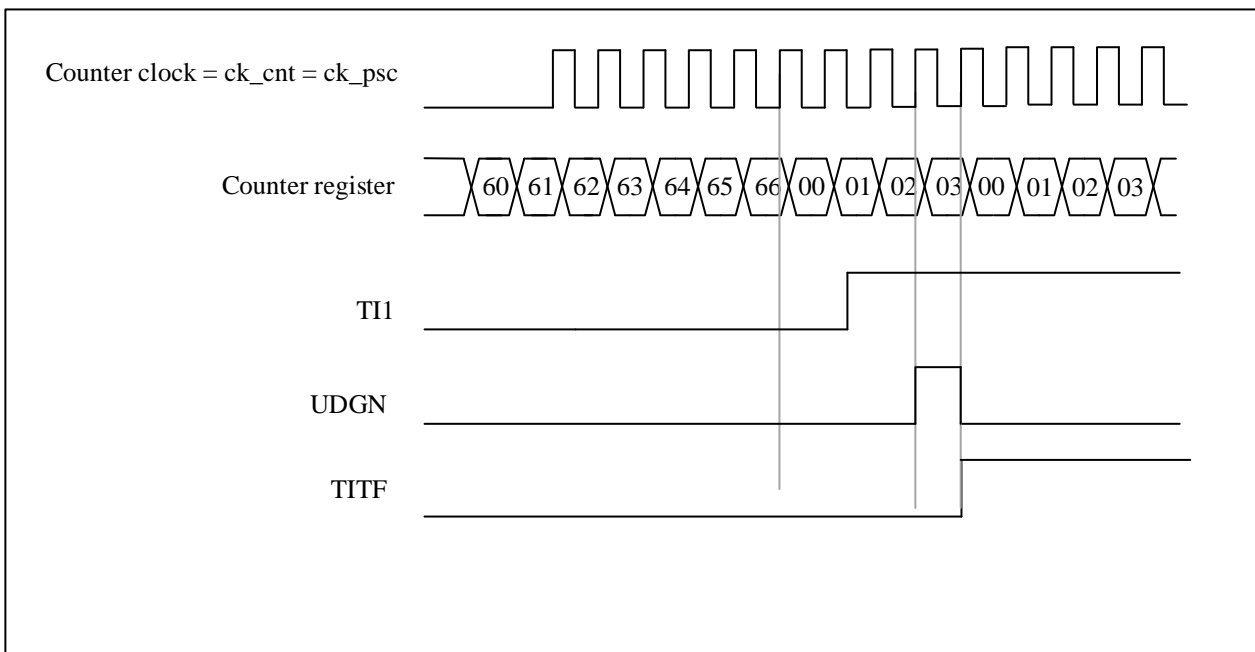 Counter clock = ck_cnt = ck_psc
Counter register 60 61 62 63 64 65 66 00 01 02 03 00 01 02 03
TI1
UDGN
TITF